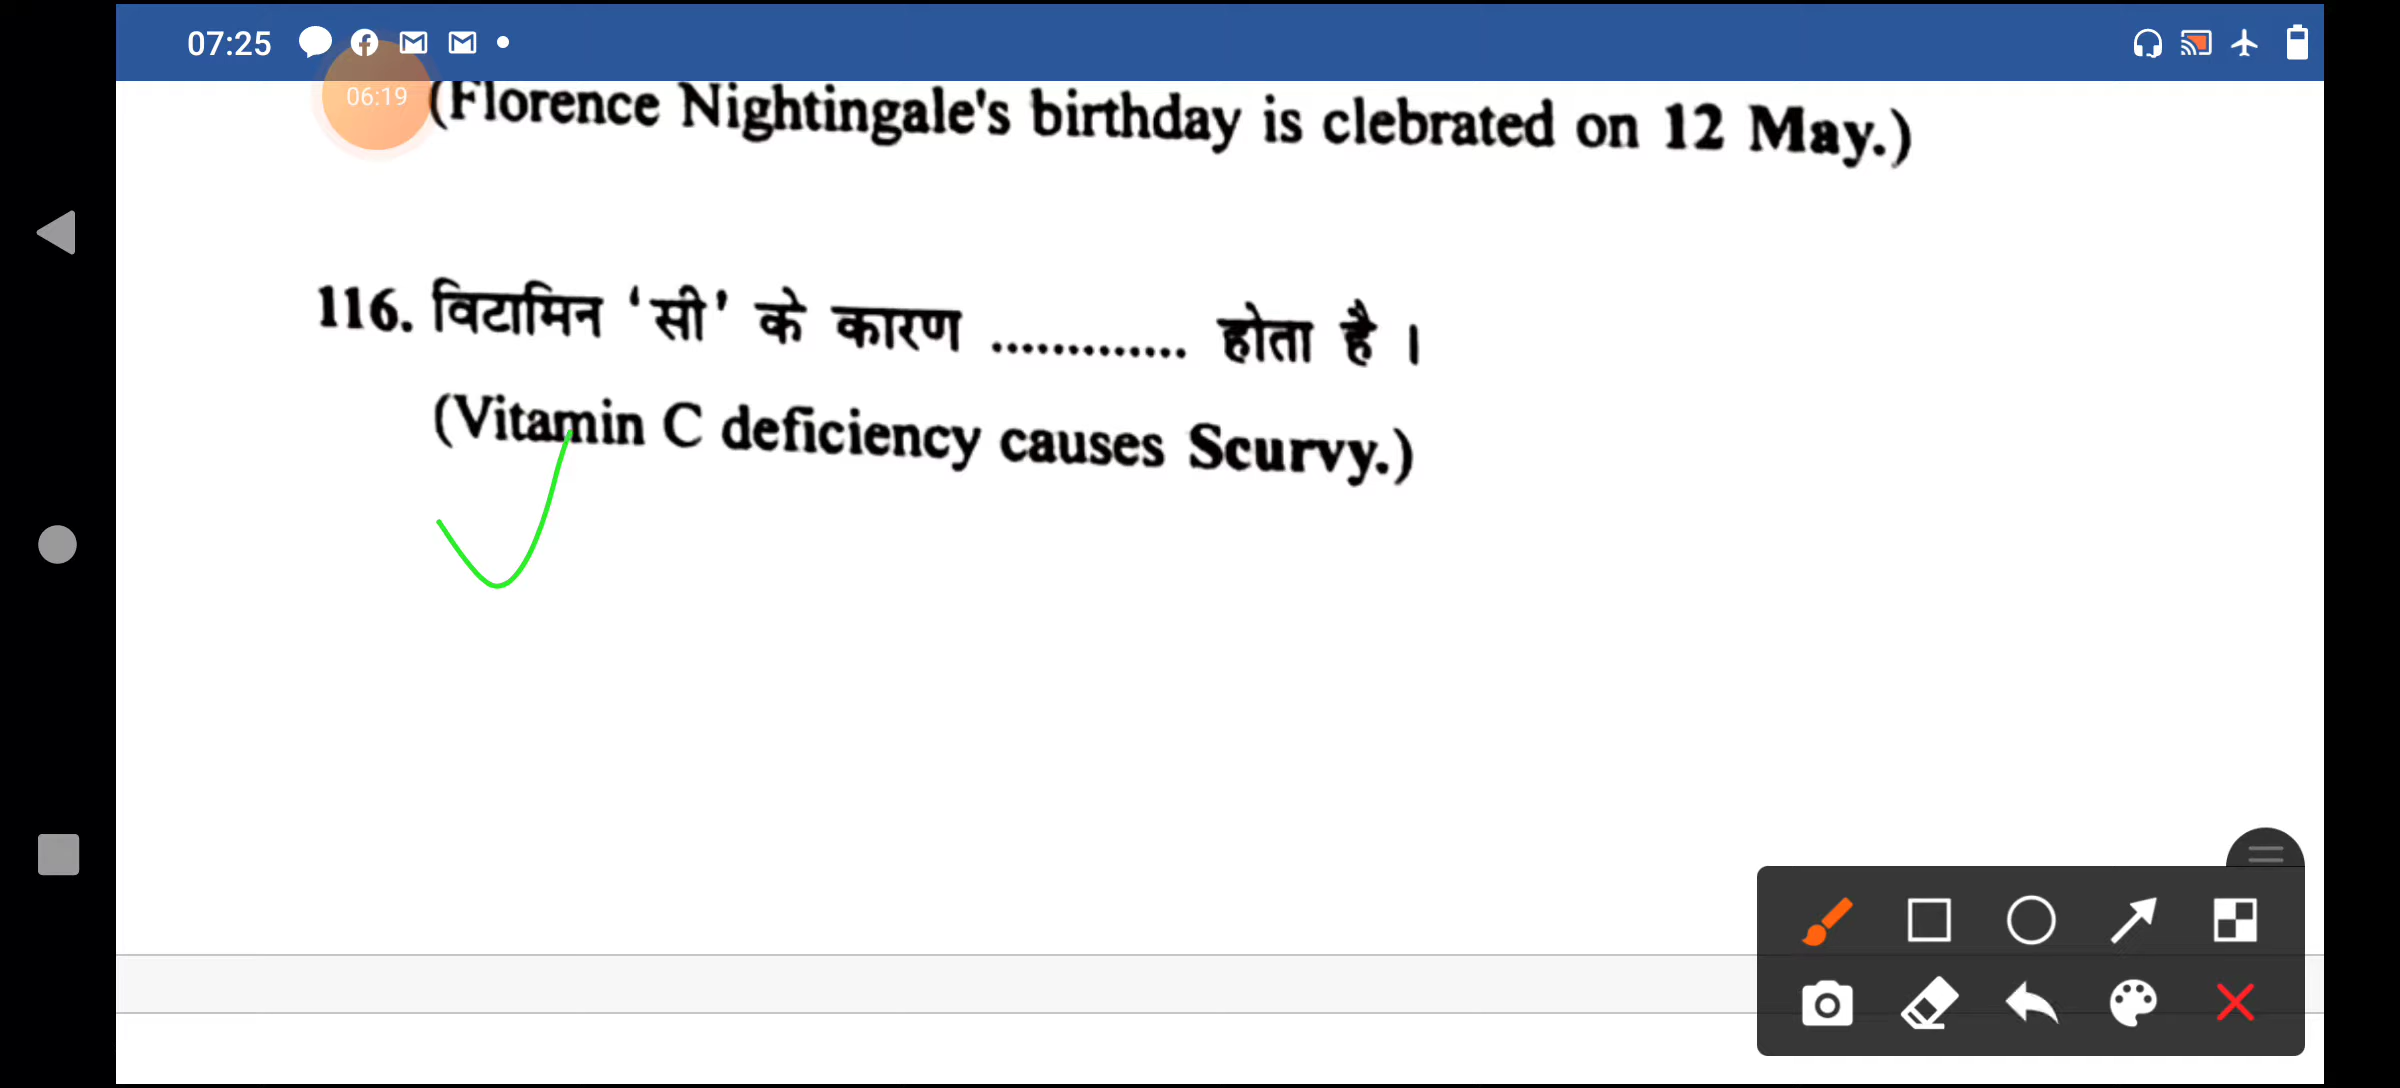 07:25
06:19
(Florence Nightingale's birthday is clebrated on 12 May.)
116. विटामिन ‘सी’ के कारण ............. होता है ।
(Vitamin C deficiency causes Scurvy.)